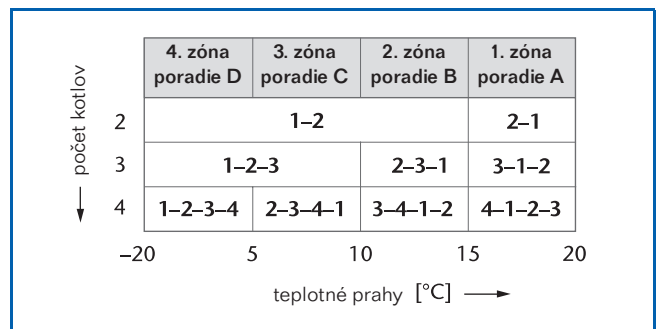 4. zóna poradie D 3. zóna poradie C 2. zóna poradie B 1. zóna poradie A
počet kotlov
2 1–2 2–1
3 1–2–3 2–3–1 3–1–2
4 1–2–3–4 2–3–4–1 3–4–1–2 4–1–2–3
–20 5 10 15 20
teplotné prahy [°C]